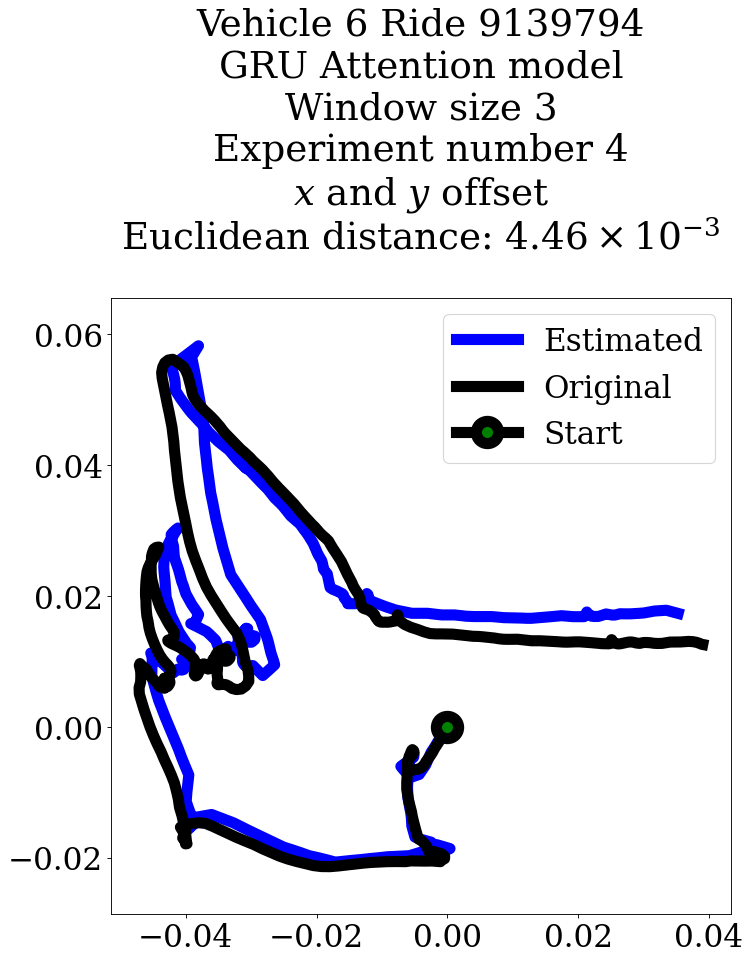 Vehicle 6 Ride 9139794
GRU Attention model
Window size 3
Experiment number 4
x and y offset
Euclidean distance: 4.46 × 10⁻³
Estimated
Original
Start
0.06
0.04
0.02
0.00
−0.02
−0.04 −0.02 0.00 0.02 0.04